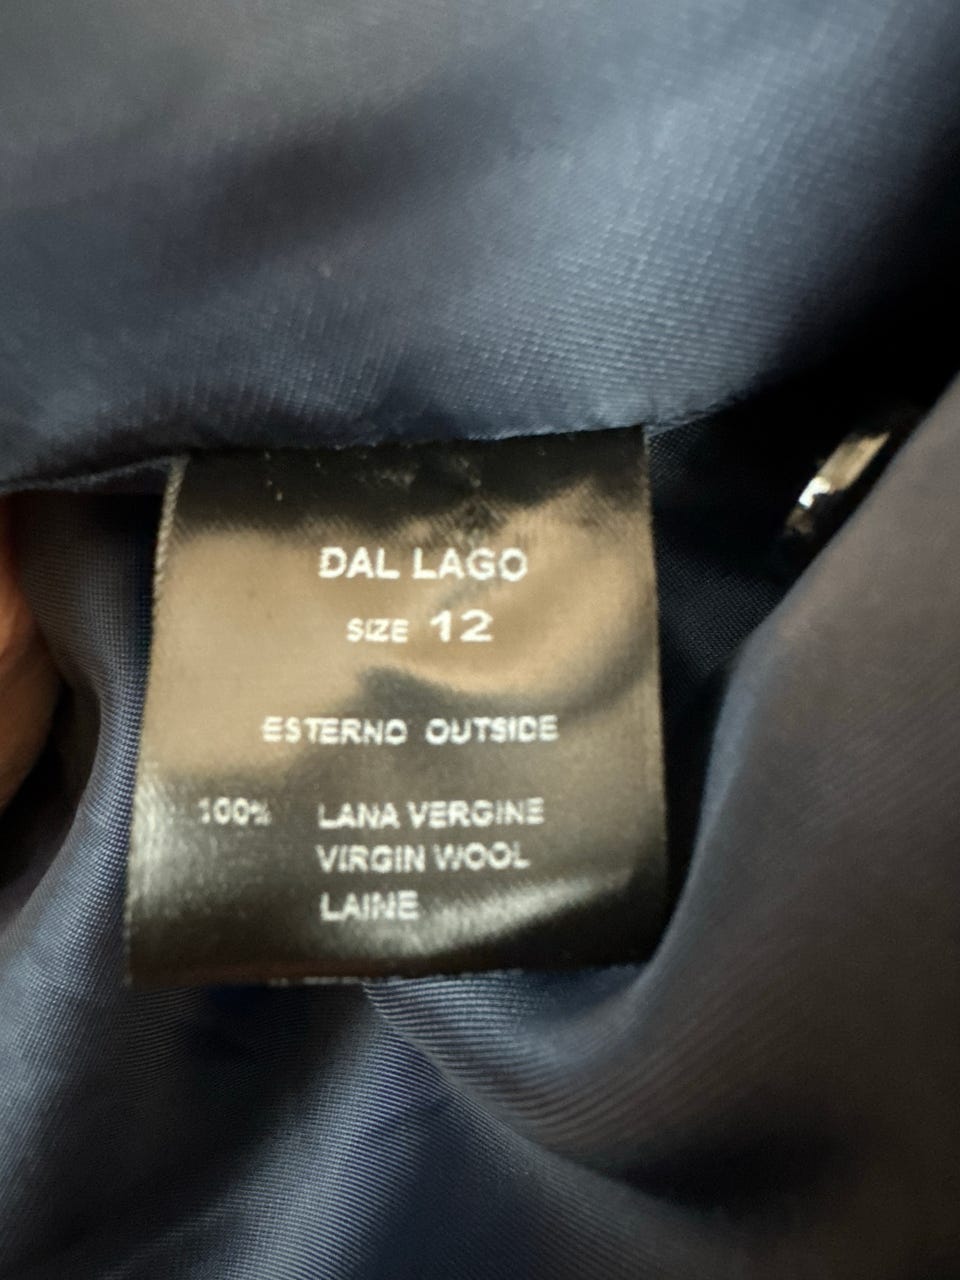 DAL LAGO
SIZE 12
ESTERNO OUTSIDE
100% LANA VERGINE
VIRGIN WOOL
LAINE